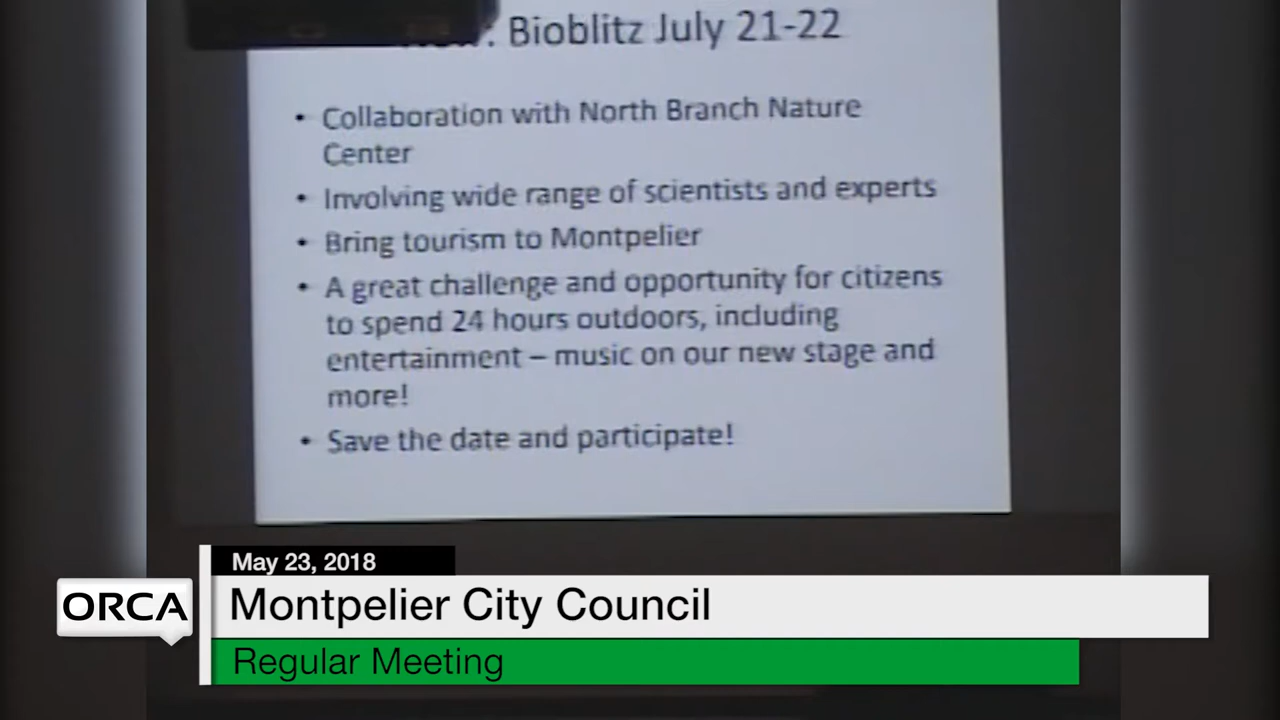 : Bioblitz July 21-22
• Collaboration with North Branch Nature
Center
• Involving wide range of scientists and experts
• Bring tourism to Montpelier
• A great challenge and opportunity for citizens
to spend 24 hours outdoors, including
entertainment – music on our new stage and
more!
• Save the date and participate!
May 23, 2018
ORCA
Montpelier City Council
Regular Meeting